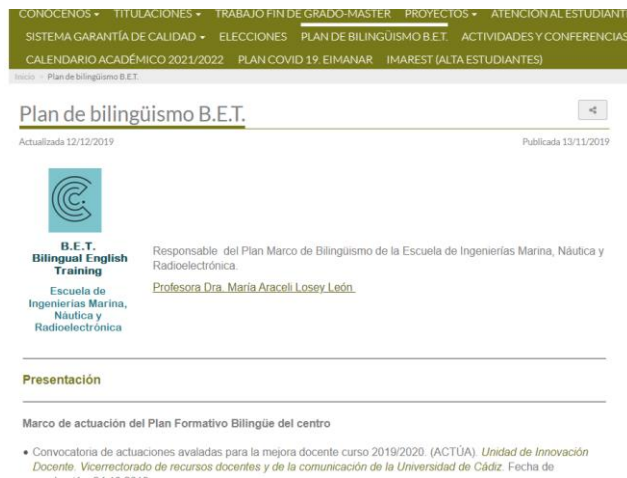 CONÓCENOS TITULACIONES TRABAJO FIN DE GRADO-MASTER PROYECTOS ATENCIÓN AL ESTUDIANT
SISTEMA GARANTÍA DE CALIDAD ELECCIONES PLAN DE BILINGÜISMO B.E.T. ACTIVIDADES Y CONFERENCIAS
CALENDARIO ACADÉMICO 2021/2022 PLAN COVID 19. EIMANAR IMAREST (ALTA ESTUDIANTES)
Inicio > Plan de bilingüismo B.E.T.
Plan de bilingüismo B.E.T.
Actualizada 12/12/2019 Publicada 13/11/2019
B.E.T.
Bilingual English
Training
Escuela de
Ingenierías Marina,
Náutica y
Radioelectrónica
Responsable del Plan Marco de Bilingüismo de la Escuela de Ingenierías Marina, Náutica y
Radioelectrónica.
Profesora Dra. María Araceli Losey León
Presentación
Marco de actuación del Plan Formativo Bilingüe del centro
• Convocatoria de actuaciones avaladas para la mejora docente curso 2019/2020. (ACTÚA). Unidad de Innovación
Docente. Vicerrectorado de recursos docentes y de la comunicación de la Universidad de Cádiz. Fecha de